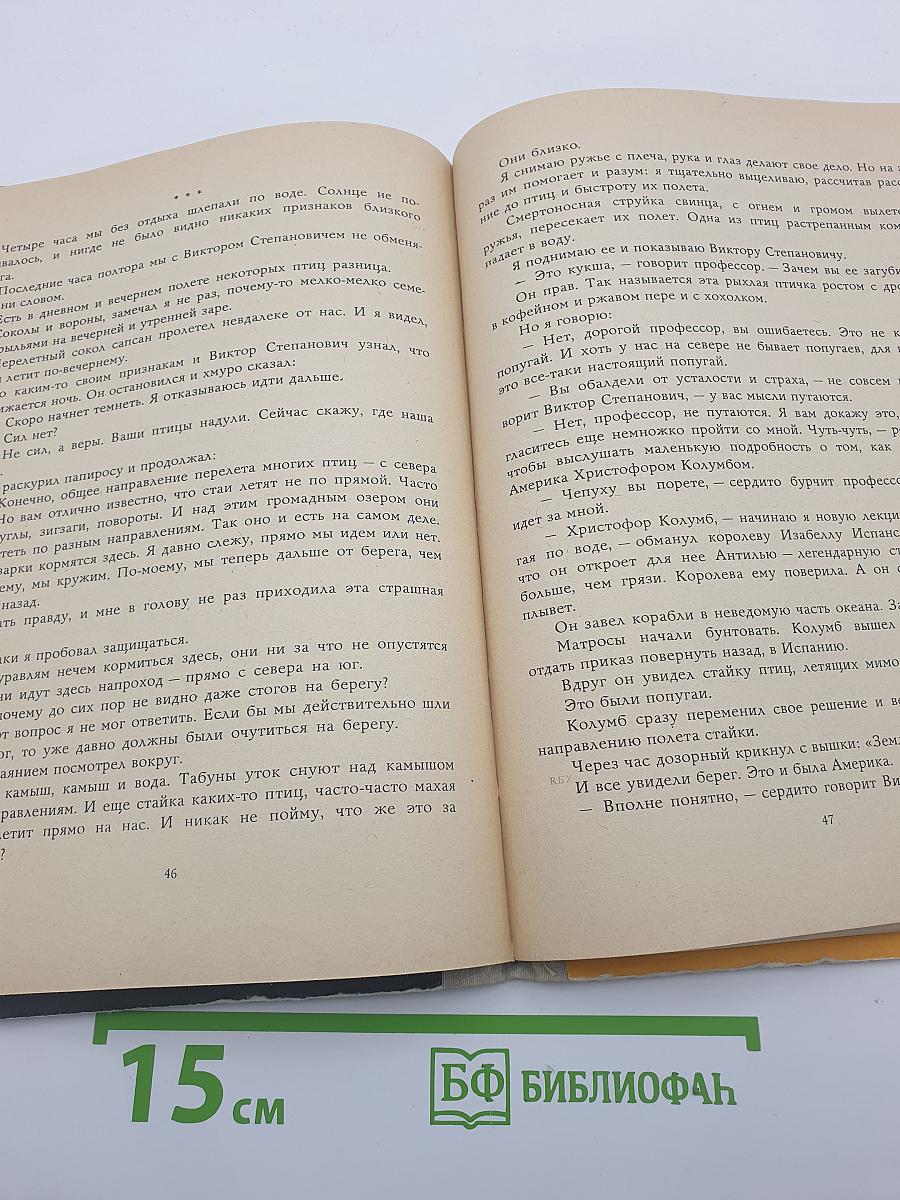 * * *
Четыре часа мы без отдыха шлепали по воде. Солнце не по-
валось, и нигде не было видно никаких признаков близкого
га.
Последние часа полтора мы с Виктором Степановичем не обменя-
ни словом.
Есть в дневном и вечернем полете некоторых птиц разница.
Соколы и вороны, замечал я не раз, почему-то мелко-мелко семе-
рыльями на вечерней и утренней заре.
Перелетный сокол сапсан пролетел невдалеке от нас. И я видел,
летит по-вечернему.
о каким-то своим признакам и Виктор Степанович узнал, что
ижается ночь. Он остановился и хмуро сказал:
Скоро начнет темнеть. Я отказываюсь идти дальше.
Сил нет?
Не сил, а веры. Ваши птицы надули. Сейчас скажу, где наша
раскурил папиросу и продолжал:
Конечно, общее направление перелета многих птиц — с севера
Но вам отлично известно, что стаи летят не по прямой. Часто
углы, зигзаги, повороты. И над этим громадным озером они
теть по разным направлениям. Так оно и есть на самом деле.
варки кормятся здесь. Я давно слежу, прямо мы идем или нет.
ему, мы кружим. По-моему, мы теперь дальше от берега, чем
назад.
ать правду, и мне в голову не раз приходила эта страшная
аки я пробовал защищаться.
уравлям нечем кормиться здесь, они ни за что не опустятся
ни идут здесь напроход — прямо с севера на юг.
почему до сих пор не видно даже стогов на берегу?
от вопрос я не мог ответить. Если бы мы действительно шли
ог, то уже давно должны были очутиться на берегу.
аянием посмотрел вокруг.
камыш, камыш и вода. Табуны уток снуют над камышом
равлениям. И еще стайка каких-то птиц, часто-часто махая
летит прямо на нас. И никак не пойму, что же это за
?
46
Они близко.
Я снимаю ружье с плеча, рука и глаз делают свое дело. Но на э
раз им помогает и разум: я тщательно выцеливаю, рассчитав расс
ние до птиц и быстроту их полета.
Смертоносная струйка свинца, с огнем и громом вылете
ружья, пересекает их полет. Одна из птиц растрепанным ком
падает в воду.
Я поднимаю ее и показываю Виктору Степановичу.
— Это кукша, — говорит профессор. — Зачем вы ее загуби
Он прав. Так называется эта рыхлая птичка ростом с дро
в кофейном и ржавом пере и с хохолком.
Но я говорю:
— Нет, дорогой профессор, вы ошибаетесь. Это не к
попугай. И хоть у нас на севере не бывает попугаев, для н
это все-таки настоящий попугай.
— Вы обалдели от усталости и страха, — не совсем
ворит Виктор Степанович, — у вас мысли путаются.
— Нет, профессор, не путаются. Я вам докажу это,
гласитесь еще немножко пройти со мной. Чуть-чуть, —
чтобы выслушать маленькую подробность о том, как
Америка Христофором Колумбом.
— Чепуху вы порете, — сердито бурчит профессо
идет за мной.
— Христофор Колумб, — начинаю я новую лекци
гая по воде, — обманул королеву Изабеллу Испанс
что он откроет для нее Антилью — легендарную ст
больше, чем грязи. Королева ему поверила. А он с
плывет.
Он завел корабли в неведомую часть океана. За
Матросы начали бунтовать. Колумб вышел
отдать приказ повернуть назад, в Испанию.
Вдруг он увидел стайку птиц, летящих мимо
Это были попугаи.
Колумб сразу переменил свое решение и ве
направлению полета стайки.
Через час дозорный крикнул с вышки: «Земл
И все увидели берег. Это и была Америка.
— Вполне понятно, — сердито говорит Ви
47
15 см
БФ БИБЛИОФАН